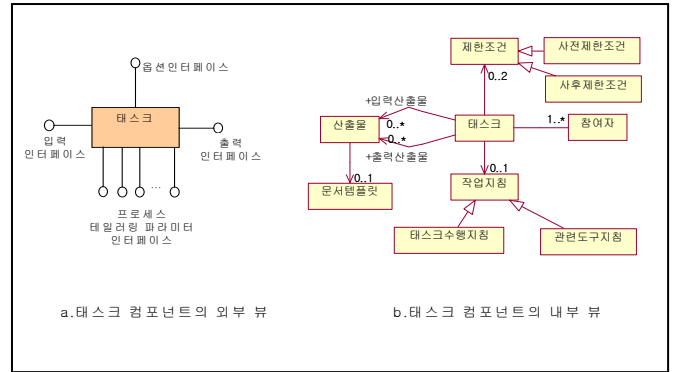 옵션인터페이스
태스크
입력
인터페이스
출력
인터페이스
...
프로세스
테일러링 파라미터
인터페이스
a.태스크 컴포넌트의 외부 뷰
제한조건
사전제한조건
사후제한조건
0..2
+입력산출물
산출물
0..*
0..*
태스크
1..*
참여자
+출력산출물
0..1
문서템플릿
0..1
작업지침
태스크수행지침
관련도구지침
b.태스크 컴포넌트의 내부 뷰